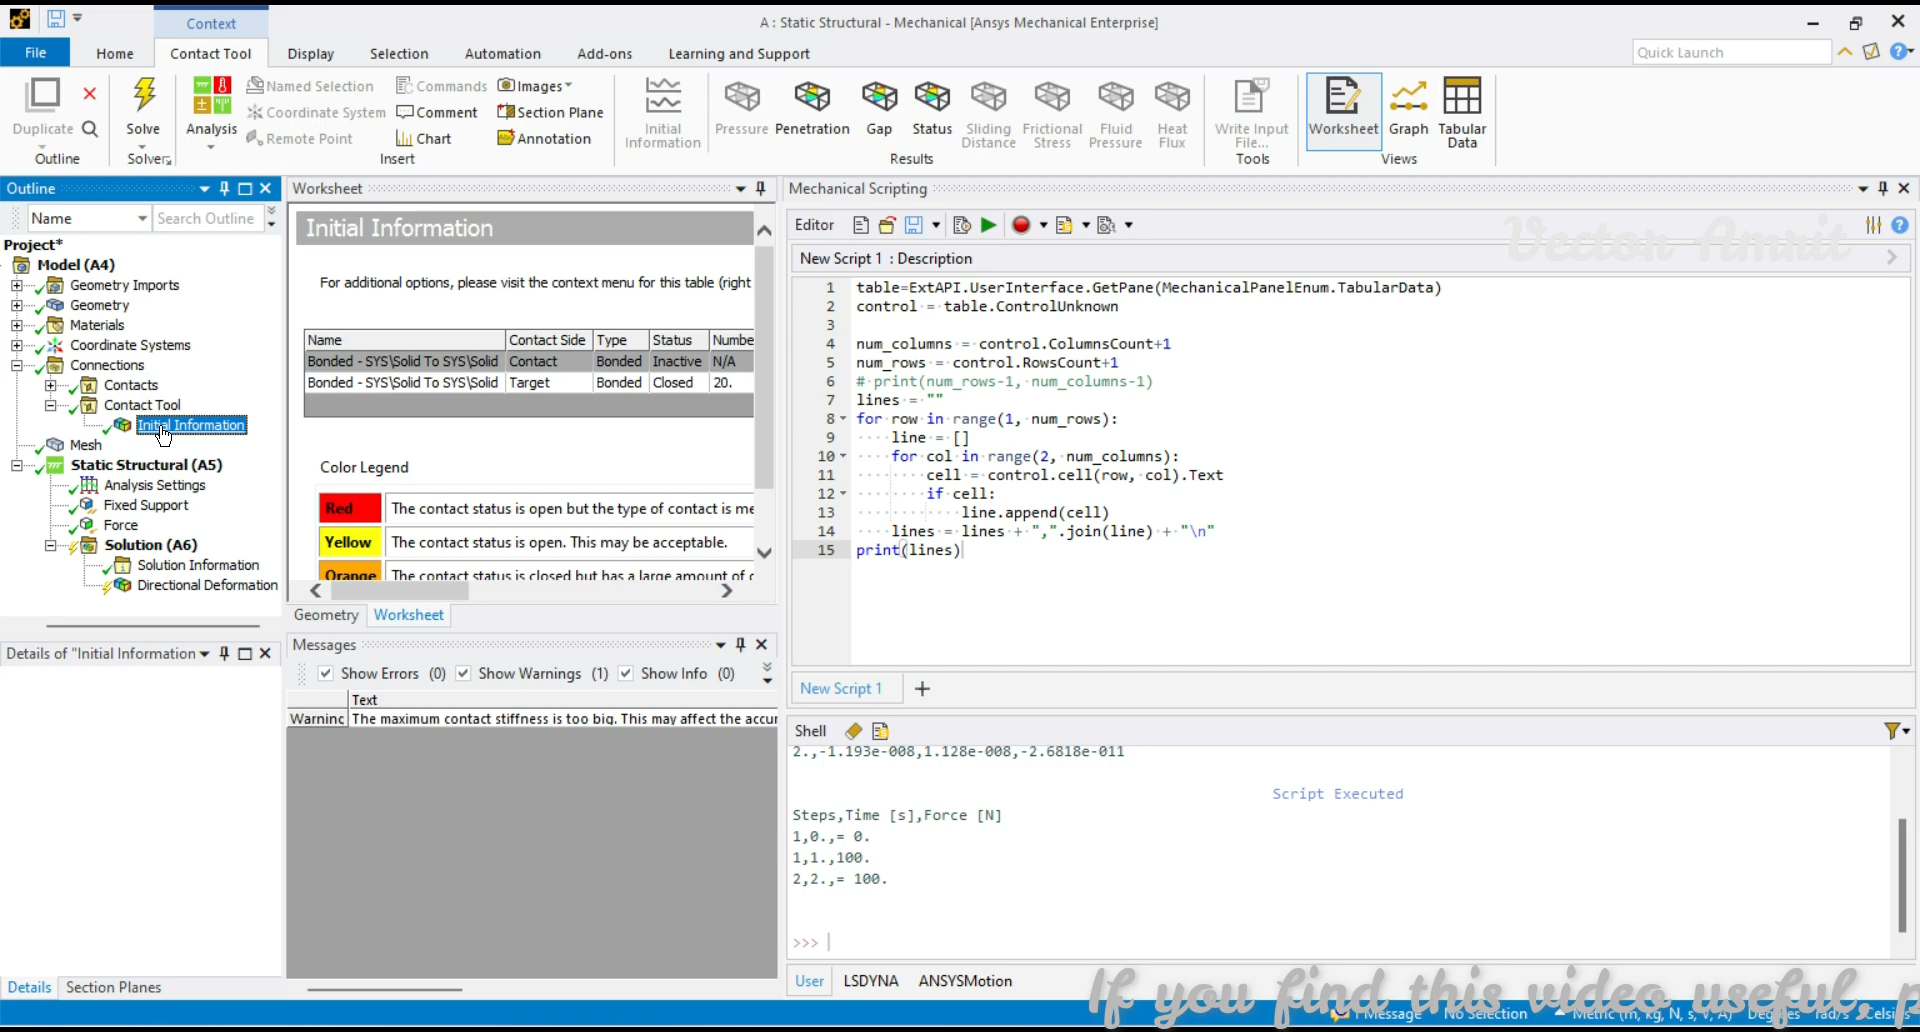 Context
A : Static Structural - Mechanical [Ansys Mechanical Enterprise]
File
Home
Contact Tool
Display
Selection
Automation
Add-ons
Learning and Support
Quick Launch
Duplicate
Outline
Solve
Solver
Analysis
Named Selection
Coordinate System
Remote Point
Commands
Comment
Chart
Images
Section Plane
Annotation
Insert
Initial Information
Pressure
Penetration
Gap
Status
Sliding Distance
Frictional Stress
Fluid Pressure
Heat Flux
Results
Write Input File...
Tools
Worksheet
Graph
Tabular Data
Views
Outline
Name
Search Outline
Project*
Model (A4)
Geometry Imports
Geometry
Materials
Coordinate Systems
Connections
Contacts
Contact Tool
Initial Information
Mesh
Static Structural (A5)
Analysis Settings
Fixed Support
Force
Solution (A6)
Solution Information
Directional Deformation
Details of "Initial Information
Details
Section Planes
Worksheet
Initial Information
For additional options, please visit the context menu for this table (right
Name Contact Side Type Status Numbe
Bonded - SYS\Solid To SYS\Solid Contact Bonded Inactive N/A
Bonded - SYS\Solid To SYS\Solid Target Bonded Closed 20.
Color Legend
Red The contact status is open but the type of contact is me
Yellow The contact status is open. This may be acceptable.
Orange The contact status is closed but has a large amount of
Geometry
Worksheet
Messages
Show Errors (0) Show Warnings (1) Show Info (0)
Text
Warninc The maximum contact stiffness is too big. This may affect the accur
Mechanical Scripting
Editor
Vector Amrit
New Script 1 : Description
1 table=ExtAPI.UserInterface.GetPane(MechanicalPanelEnum.TabularData)
2 control = table.ControlUnknown
3
4 num_columns = control.ColumnsCount+1
5 num_rows = control.RowsCount+1
6 # print(num_rows-1, num_columns-1)
7 lines = ""
8 for row in range(1, num_rows):
9     line = []
10     for col in range(2, num_columns):
11         cell = control.cell(row, col).Text
12         if cell:
13             line.append(cell)
14     lines = lines + ",".join(line) + "\n"
15 print(lines)
New Script 1
Shell
2.,-1.193e-008,1.128e-008,-2.6818e-011
Script Executed
Steps,Time [s],Force [N]
1,0.,= 0.
1,1.,100.
2,2.,= 100.
>>>
User
LSDYNA
ANSYSMotion
If you find this video useful, p
1 Message
No Selection
Metric (m, kg, N, s, V, A)
Degrees
rad/s
Celsius